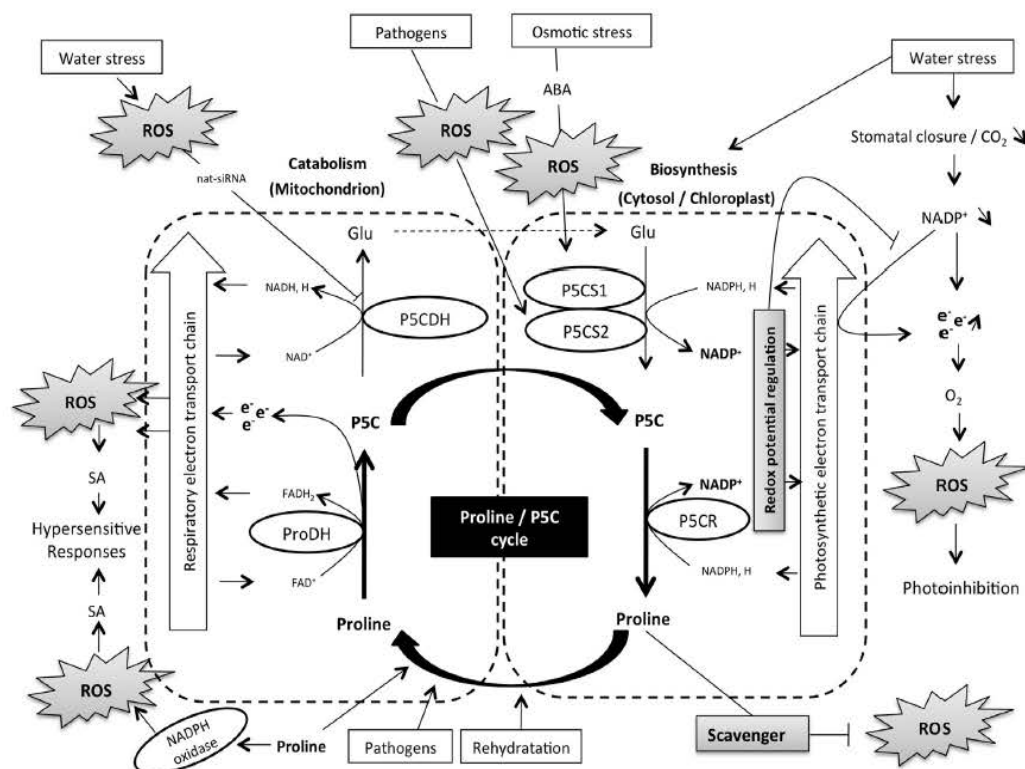 Water stress
ROS
nat-siRNA
Pathogens
ROS
Osmotic stress
ABA
ROS
Water stress
Stomatal closure / CO₂
NADP⁺
e⁻
e⁻
e⁻
O₂
ROS
Photoinhibition
Catabolism
(Mitochondrion)
Glu
NADH, H
P5CDH
NAD⁺
Respiratory electron transport chain
e⁻
e⁻
e⁻
P5C
FADH₂
ProDH
FAD⁺
Proline
ROS
SA
Hypersensitive
Responses
SA
ROS
NADPH
oxidase
Proline
Pathogens
Rehydratation
Proline / P5C
cycle
Biosynthesis
(Cytosol / Chloroplast)
Glu
P5CS1
P5CS2
NADPH, H
NADP⁺
P5C
NADP⁺
P5CR
NADPH, H
Proline
Redox potential regulation
Photosynthetic electron transport chain
Scavenger
ROS